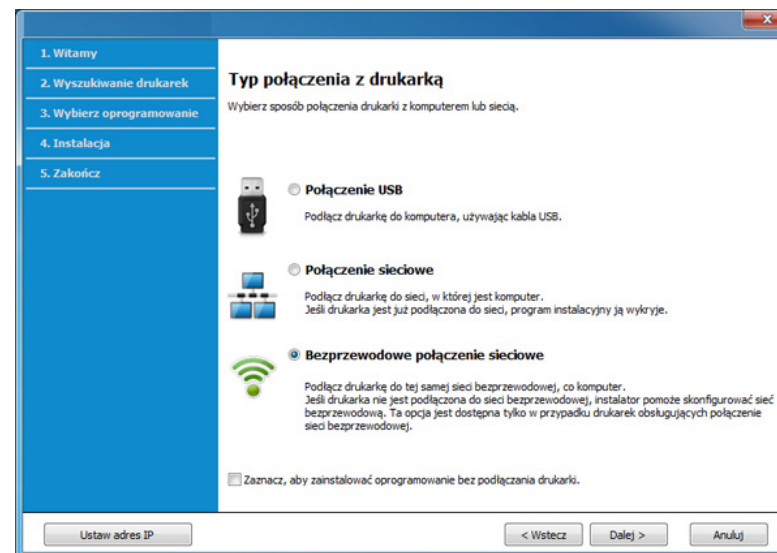 1. Witamy
2. Wyszukiwanie drukarek
3. Wybierz oprogramowanie
4. Instalacja
5. Zakończ
Typ połączenia z drukarką
Wybierz sposób połączenia drukarki z komputerem lub siecią.
Połączenie USB
Podłącz drukarkę do komputera, używając kabla USB.
Połączenie sieciowe
Podłącz drukarkę do sieci, w której jest komputer.
Jeśli drukarka jest już podłączona do sieci, program instalacyjny ją wykryje.
Bezprzewodowe połączenie sieciowe
Podłącz drukarkę do tej samej sieci bezprzewodowej, co komputer.
Jeśli drukarka nie jest podłączona do sieci bezprzewodowej, instalator pomoże skonfigurować sieć
bezprzewodową. Ta opcja jest dostępna tylko w przypadku drukarek obsługujących połączenie
sieci bezprzewodowej.
Zaznacz, aby zainstalować oprogramowanie bez podłączania drukarki.
Ustaw adres IP
< Wstecz
Dalej >
Anuluj